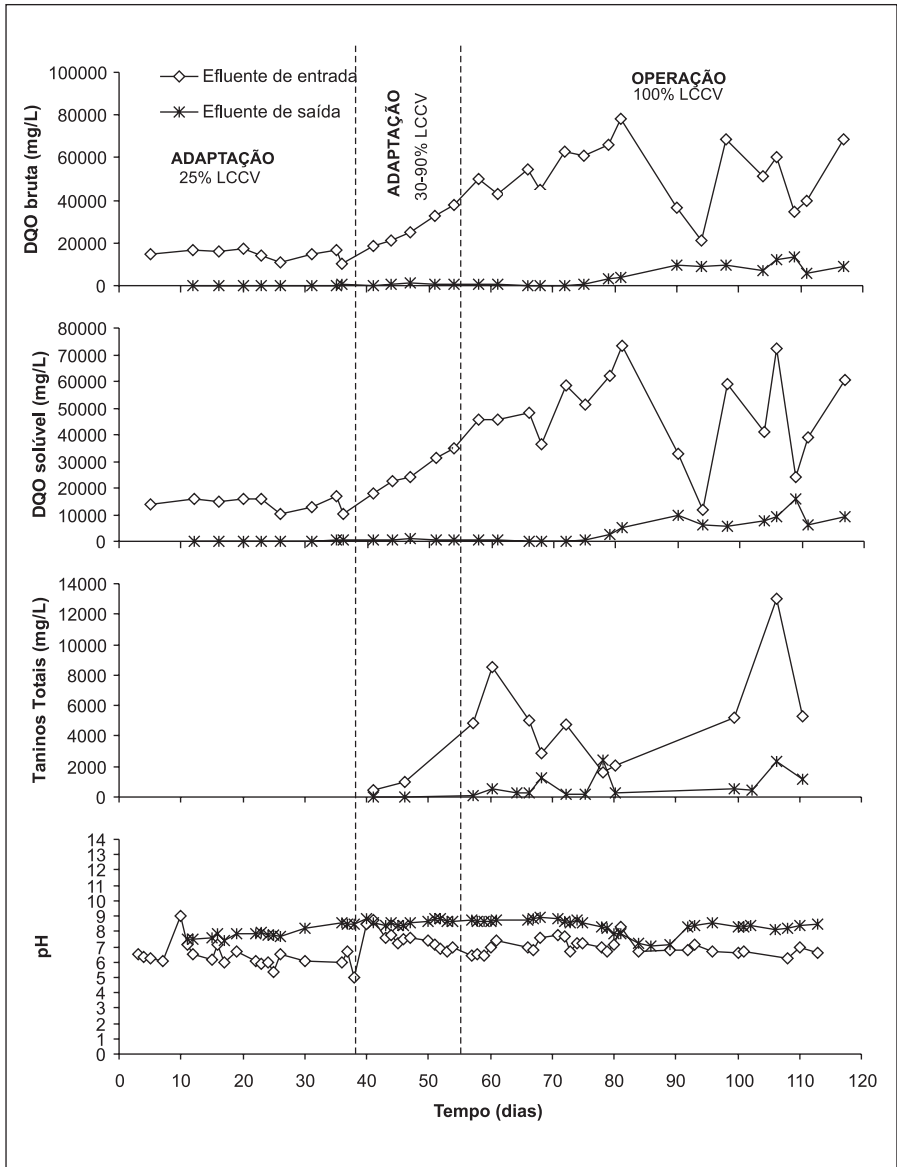 Efluente de entrada
Efluente de saída
ADAPTAÇÃO
25% LCCV
ADAPTAÇÃO
30-90% LCCV
OPERAÇÃO
100% LCCV
DQO bruta (mg/L)
100000
80000
60000
40000
20000
0
DQO solúvel (mg/L)
80000
70000
60000
50000
40000
30000
20000
10000
0
Taninos Totais (mg/L)
14000
12000
10000
8000
6000
4000
2000
0
pH
14
13
12
11
10
9
8
7
6
5
4
3
2
1
0
0 10 20 30 40 50 60 70 80 90 100 110 120
Tempo (dias)